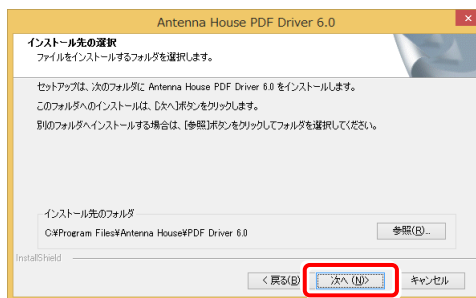 Antenna House PDF Driver 6.0
インストール先の選択
ファイルをインストールするフォルダを選択します。
セットアップは、次のフォルダに Antenna House PDF Driver 6.0 をインストールします。
このフォルダへのインストールは、[次へ]ボタンをクリックします。
別のフォルダへインストールする場合は、[参照]ボタンをクリックしてフォルダを選択してください。
インストール先のフォルダ
C:¥Program Files¥Antenna House¥PDF Driver 6.0
参照(R)...
InstallShield
< 戻る(B)
次へ (N)>
キャンセル